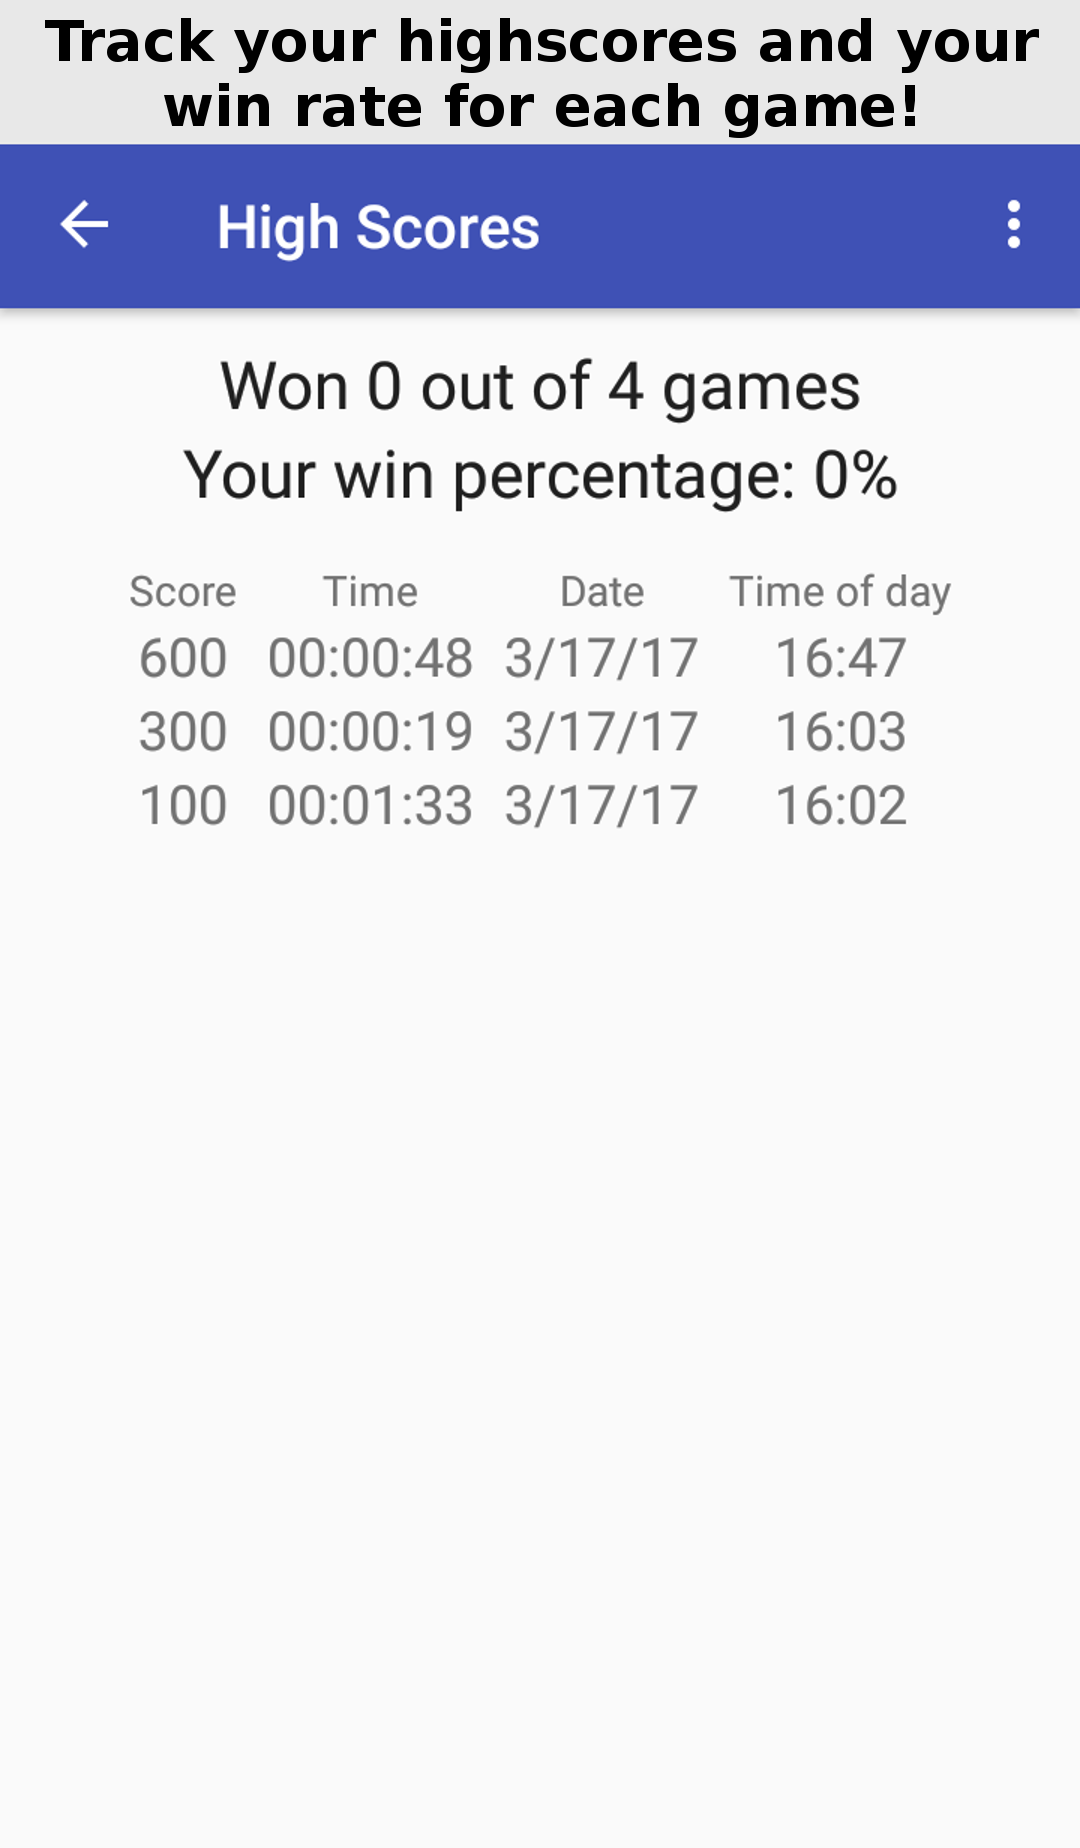 Track your highscores and your
win rate for each game!
High Scores
Won 0 out of 4 games
Your win percentage: 0%
Score Time Date Time of day
600 00:00:48 3/17/17 16:47
300 00:00:19 3/17/17 16:03
100 00:01:33 3/17/17 16:02